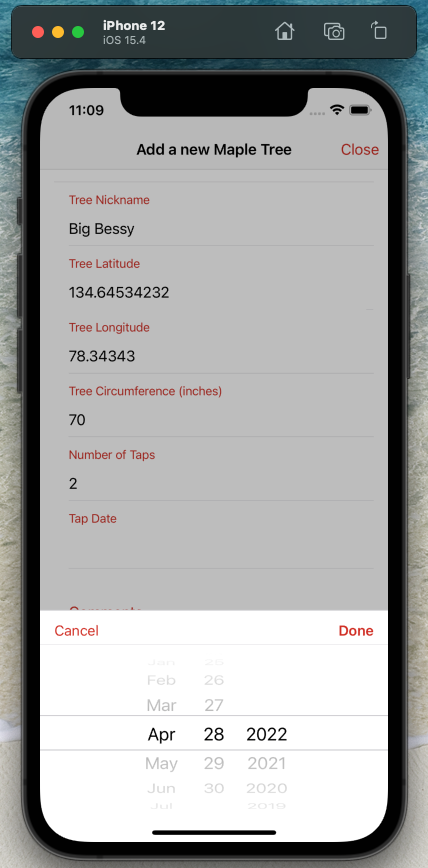 iPhone 12
iOS 15.4
11:09
Add a new Maple Tree
Close
Tree Nickname
Big Bessy
Tree Latitude
134.64534232
Tree Longitude
78.34343
Tree Circumference (inches)
70
Number of Taps
2
Tap Date
Comments
Cancel
Done
Jan 25
Feb 26
Mar 27
Apr 28 2022
May 29 2021
Jun 30 2020
Jul 2019